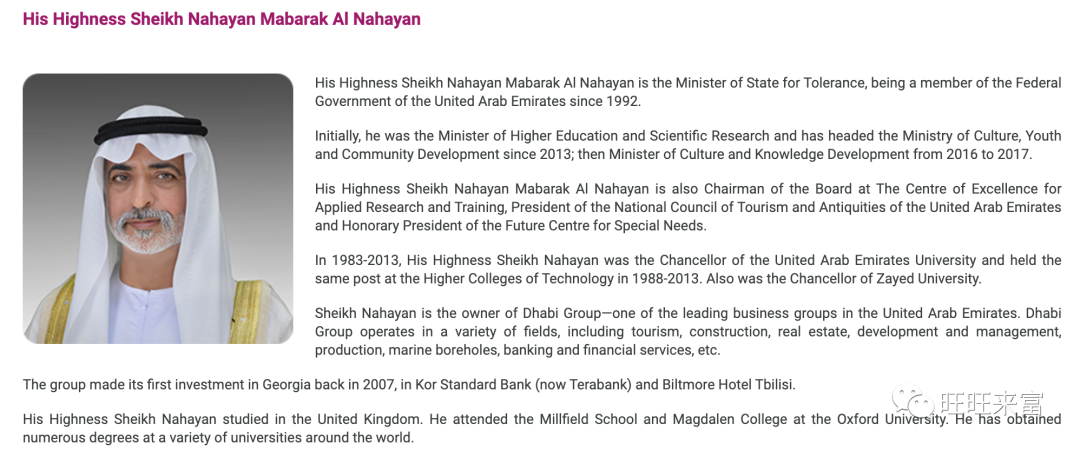 His Highness Sheikh Nahayan Mabarak Al Nahayan
His Highness Sheikh Nahayan Mabarak Al Nahayan is the Minister of State for Tolerance, being a member of the Federal
Government of the United Arab Emirates since 1992.
Initially, he was the Minister of Higher Education and Scientific Research and has headed the Ministry of Culture, Youth
and Community Development since 2013; then Minister of Culture and Knowledge Development from 2016 to 2017.
His Highness Sheikh Nahayan Mabarak Al Nahayan is also Chairman of the Board at The Centre of Excellence for
Applied Research and Training, President of the National Council of Tourism and Antiquities of the United Arab Emirates
and Honorary President of the Future Centre for Special Needs.
In 1983-2013, His Highness Sheikh Nahayan was the Chancellor of the United Arab Emirates University and held the
same post at the Higher Colleges of Technology in 1988-2013. Also was the Chancellor of Zayed University.
Sheikh Nahayan is the owner of Dhabi Group—one of the leading business groups in the United Arab Emirates. Dhabi
Group operates in a variety of fields, including tourism, construction, real estate, development and management,
production, marine boreholes, banking and financial services, etc.
The group made its first investment in Georgia back in 2007, in Kor Standard Bank (now Terabank) and Biltmore Hotel Tbilisi.
旺旺来富
His Highness Sheikh Nahayan studied in the United Kingdom. He attended the Millfield School and Magdalen College at the Oxford University. He has obtained
numerous degrees at a variety of universities around the world.